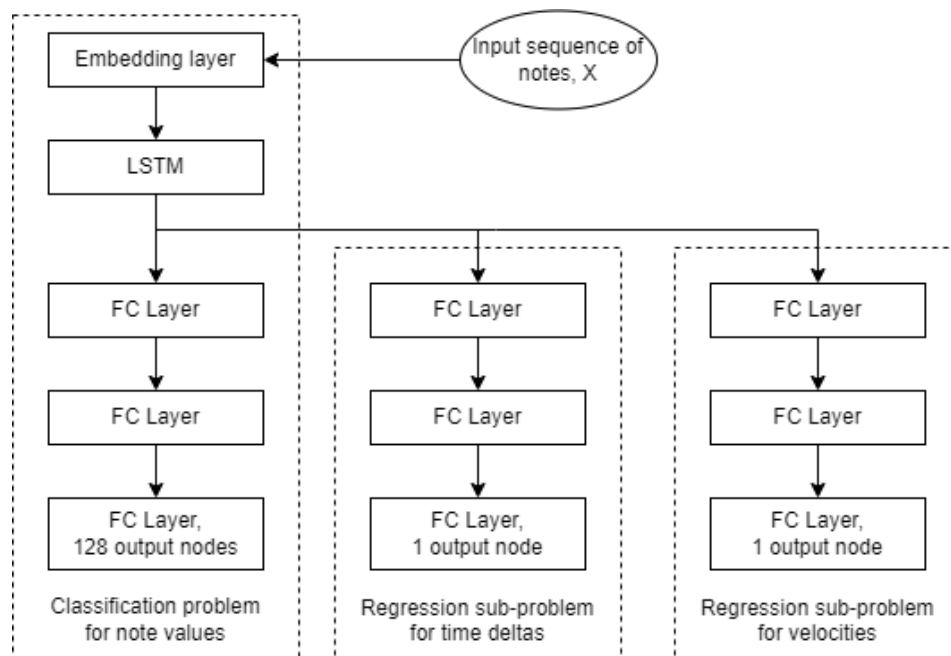 Embedding layer
Input sequence of
notes, X
LSTM
FC Layer
FC Layer
FC Layer
FC Layer
FC Layer
FC Layer
FC Layer,
128 output nodes
FC Layer,
1 output node
FC Layer,
1 output node
Classification problem
for note values
Regression sub-problem
for time deltas
Regression sub-problem
for velocities